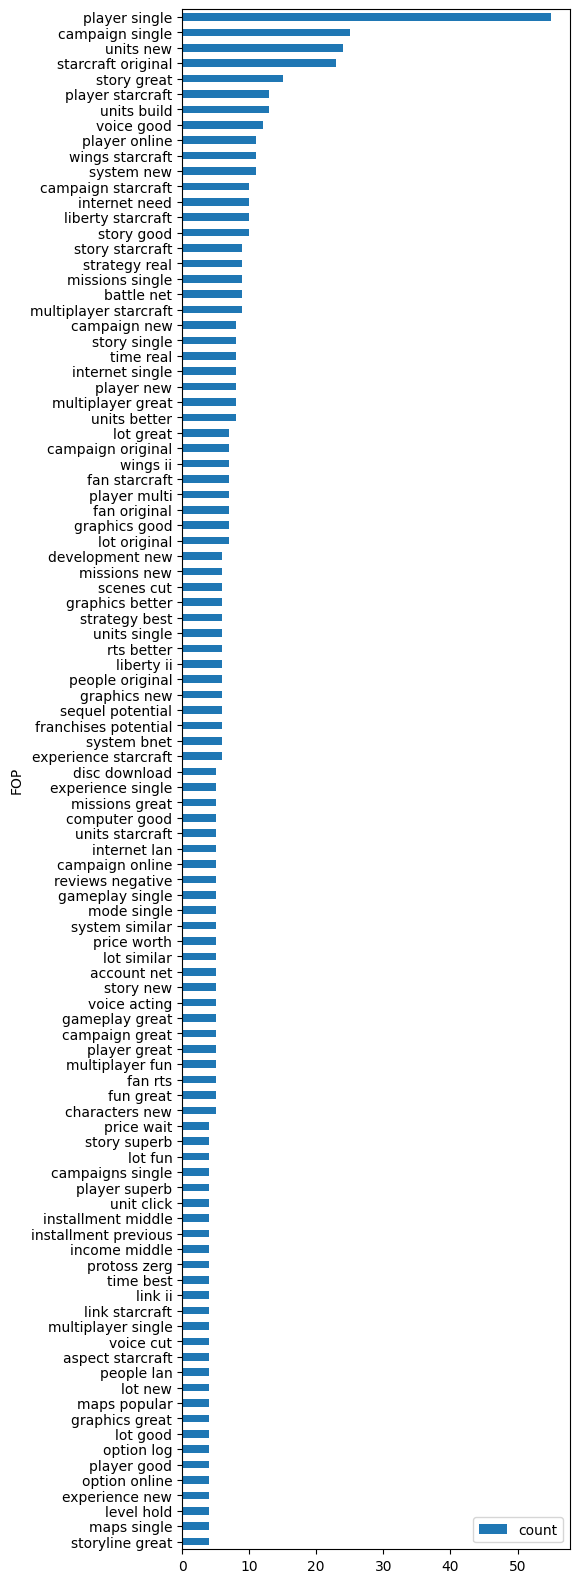 player single
campaign single
units new
starcraft original
story great
player starcraft
units build
voice good
player online
wings starcraft
system new
campaign starcraft
internet need
liberty starcraft
story good
story starcraft
strategy real
missions single
battle net
multiplayer starcraft
campaign new
story single
time real
internet single
player new
multiplayer great
units better
lot great
campaign original
wings ii
fan starcraft
player multi
fan original
graphics good
lot original
development new
missions new
scenes cut
graphics better
strategy best
units single
rts better
liberty ii
people original
graphics new
sequel potential
franchises potential
system bnet
experience starcraft
disc download
experience single
missions great
computer good
units starcraft
internet lan
campaign online
reviews negative
gameplay single
mode single
system similar
price worth
lot similar
account net
story new
voice acting
gameplay great
campaign great
player great
multiplayer fun
fan rts
fun great
characters new
price wait
story superb
lot fun
campaigns single
player superb
unit click
installment middle
installment previous
income middle
protoss zerg
time best
link ii
link starcraft
multiplayer single
voice cut
aspect starcraft
people lan
lot new
maps popular
graphics great
lot good
option log
player good
option online
experience new
level hold
maps single
storyline great
FOP
count
0 10 20 30 40 50